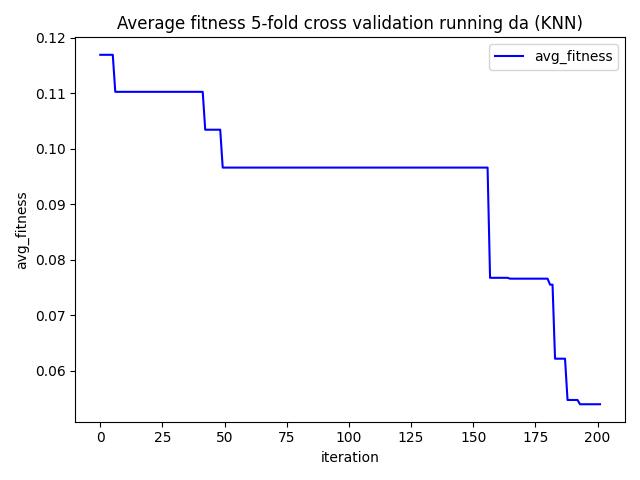 Average fitness 5-fold cross validation running da (KNN)
avg_fitness
0.12
0.11
0.10
0.09
0.08
0.07
0.06
avg_fitness
0 25 50 75 100 125 150 175 200
iteration